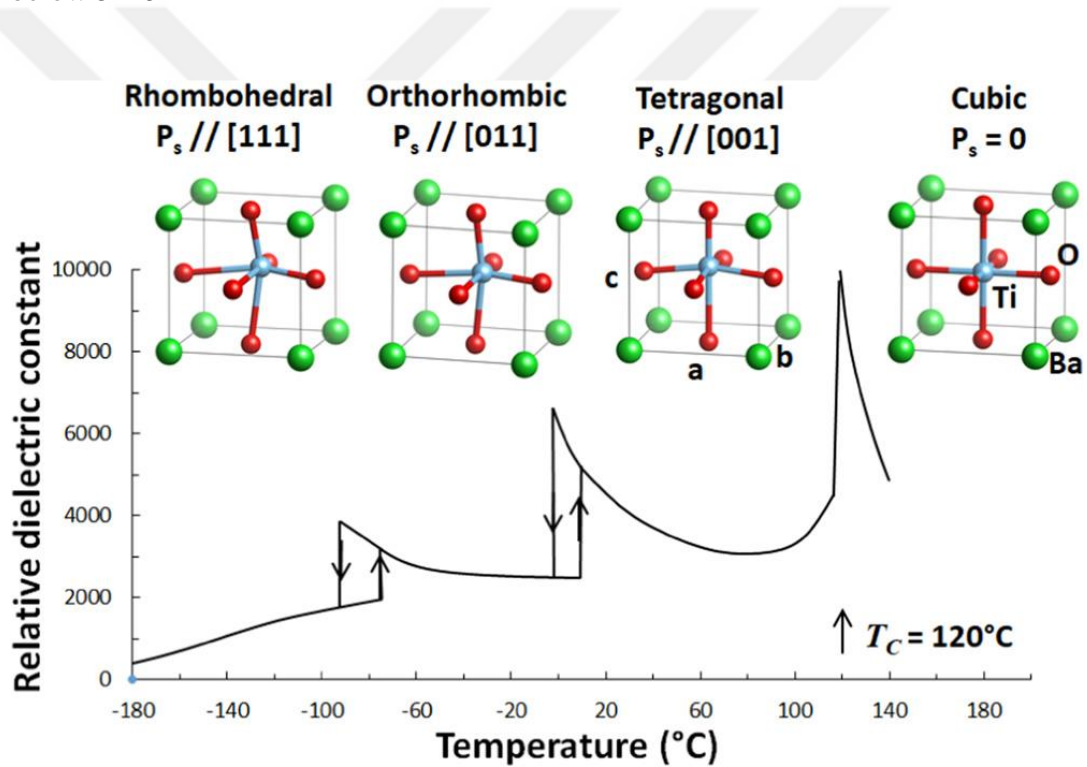 Rhombohedral
Pₛ // [111]
Orthorhombic
Pₛ // [011]
Tetragonal
Pₛ // [001]
Cubic
Pₛ = 0
c
a
b
O
Ti
Ba
Relative dielectric constant
10000
8000
6000
4000
2000
0
T_C = 120°C
-180 -140 -100 -60 -20 20 60 100 140 180
Temperature (°C)